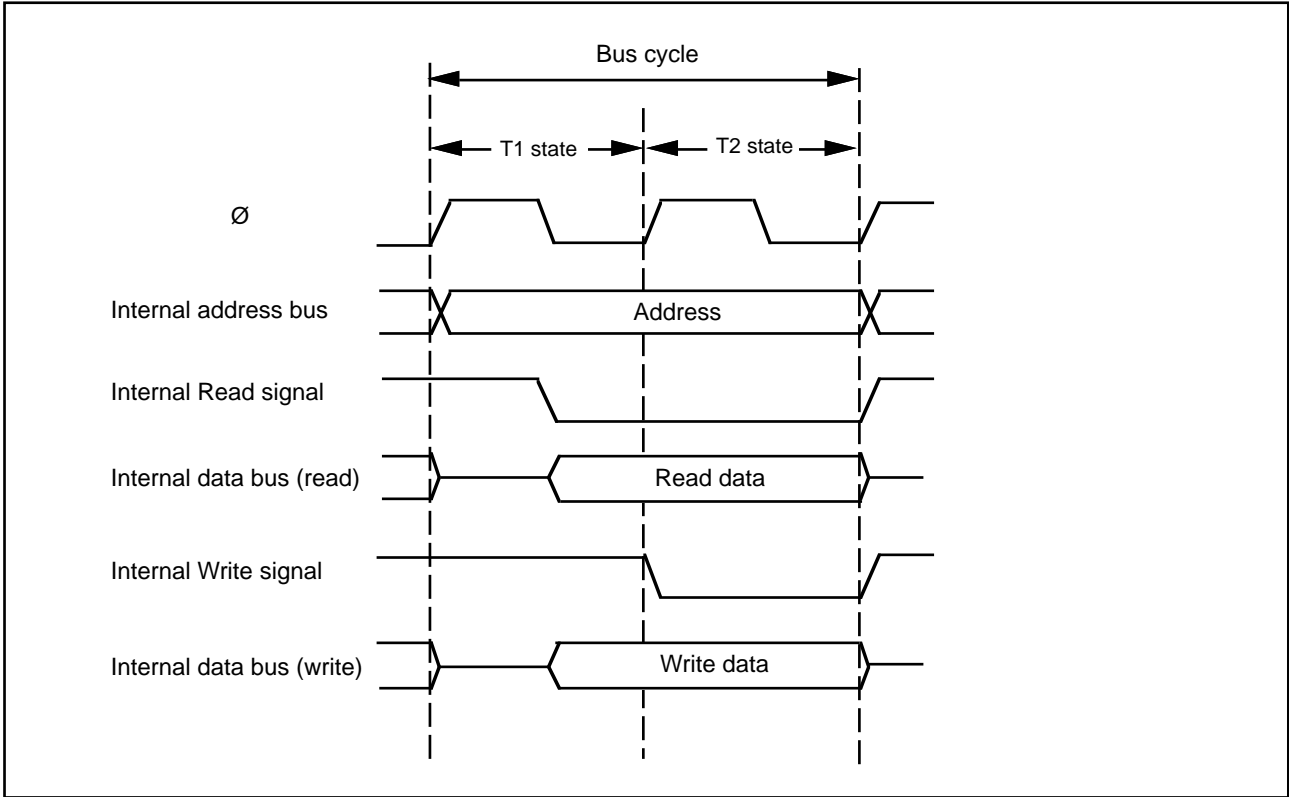 Bus cycle
T1 state
T2 state
Ø
Internal address bus
Address
Internal Read signal
Internal data bus (read)
Read data
Internal Write signal
Internal data bus (write)
Write data